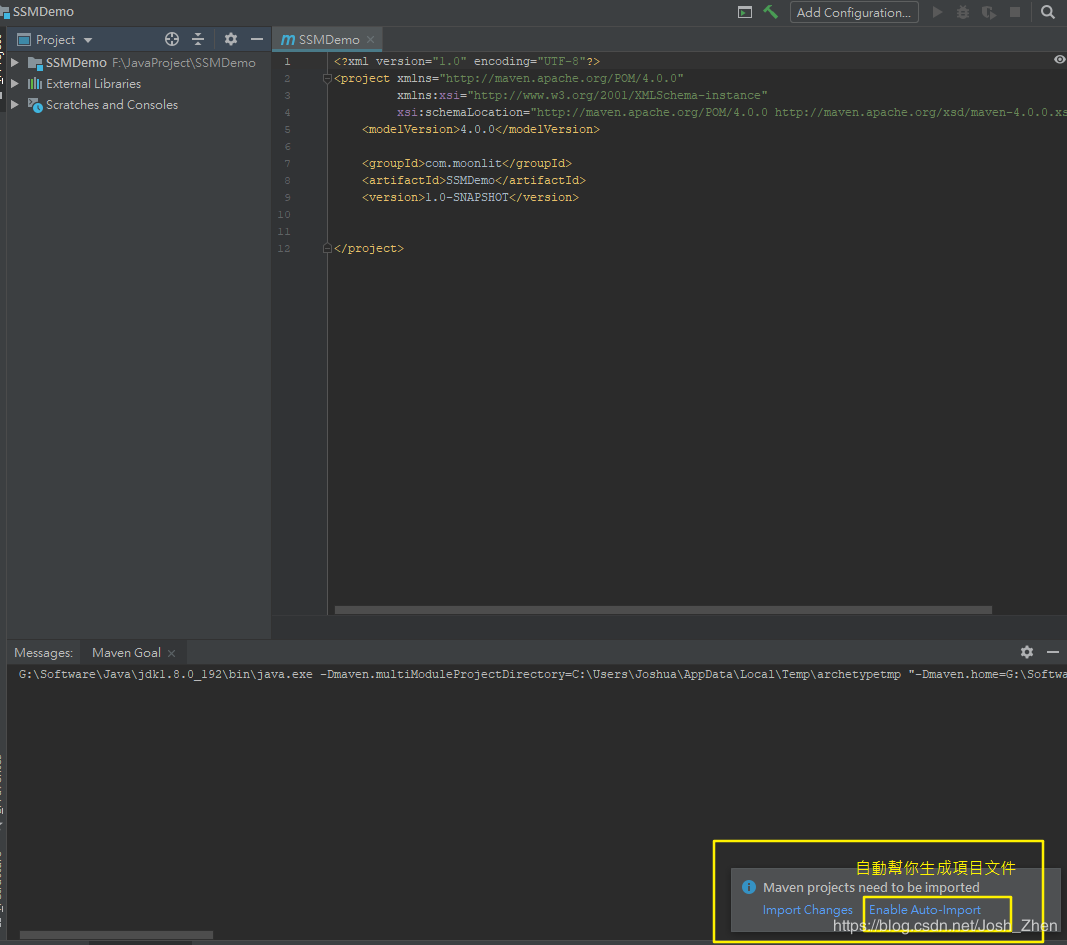 SSMDemo
Add Configuration...
Project
SSMDemo
SSMDemo F:\JavaProject\SSMDemo
External Libraries
Scratches and Consoles
1 <?xml version="1.0" encoding="UTF-8"?>
2 <project xmlns="http://maven.apache.org/POM/4.0.0"
3 xmlns:xsi="http://www.w3.org/2001/XMLSchema-instance"
4 xsi:schemaLocation="http://maven.apache.org/POM/4.0.0 http://maven.apache.org/xsd/maven-4.0.0.xs
5 <modelVersion>4.0.0</modelVersion>
6
7 <groupId>com.moonlit</groupId>
8 <artifactId>SSMDemo</artifactId>
9 <version>1.0-SNAPSHOT</version>
10
11
12 </project>
Messages: Maven Goal
G:\Software\Java\jdk1.8.0_192\bin\java.exe -Dmaven.multiModuleProjectDirectory=C:\Users\Joshua\AppData\Local\Temp\archetypetmp "-Dmaven.home=G:\Softwa
自動幫你生成項目文件
Maven projects need to be imported
Import Changes Enable Auto-Import
https://blog.csdn.net/Josh_Zhen